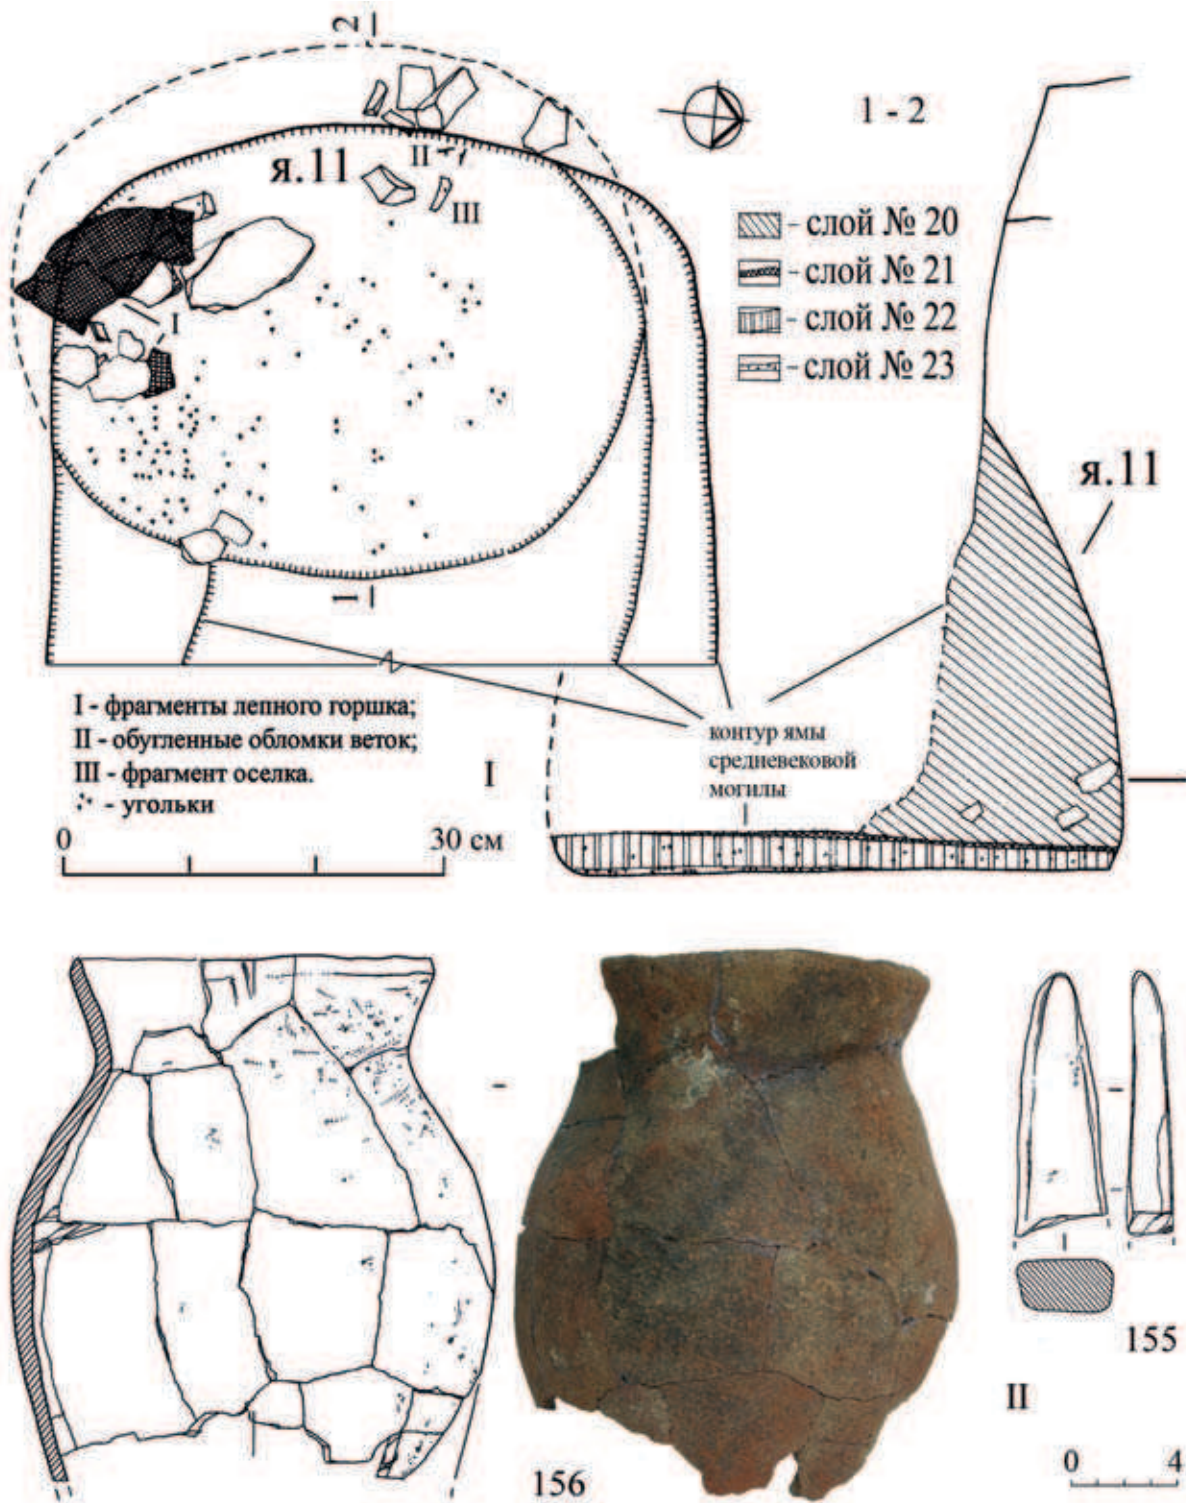 2
1 - 2
II
я.11
III
- слой № 20
- слой № 21
- слой № 22
- слой № 23
I
я.11
1
I - фрагменты лепного горшка;
II - обугленные обломки веток;
III - фрагмент оселка.
- угольки
I
контур ямы
средневековой
могилы
0 30 см
155
II
156
0 4